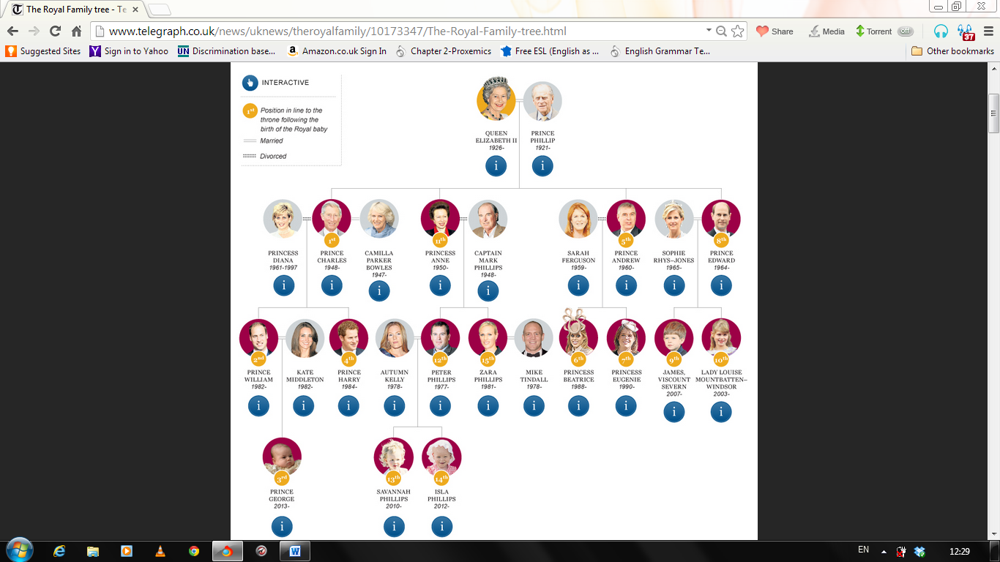 The Royal Family tree - Te
www.telegraph.co.uk/news/uknews/theroyalfamily/10173347/The-Royal-Family-tree.html
Share
Media
Torrent
off
37
Suggested Sites
Sign in to Yahoo
UN
Discrimination base...
Amazon.co.uk Sign In
Chapter 2-Proxemics
Free ESL (English as ...
English Grammar Te...
Other bookmarks
INTERACTIVE
1st
Position in line to the
throne following the
birth of the Royal baby
Married
Divorced
QUEEN
ELIZABETH II
1926-
i
PRINCE
PHILLIP
1921-
i
PRINCESS
DIANA
1961-1997
i
1st
PRINCE
CHARLES
1948-
i
CAMILLA
PARKER
BOWLES
1947-
i
11th
PRINCESS
ANNE
1950-
i
CAPTAIN
MARK
PHILLIPS
1948-
i
SARAH
FERGUSON
1959-
i
5th
PRINCE
ANDREW
1960-
i
SOPHIE
RHYS–JONES
1965-
i
8th
PRINCE
EDWARD
1964-
i
2nd
PRINCE
WILLIAM
1982-
i
KATE
MIDDLETON
1982-
i
4th
PRINCE
HARRY
1984-
i
AUTUMN
KELLY
1978-
i
12th
PETER
PHILLIPS
1977-
i
15th
ZARA
PHILLIPS
1981-
i
MIKE
TINDALL
1978-
i
6th
PRINCESS
BEATRICE
1988-
i
7th
PRINCESS
EUGENIE
1990-
i
9th
JAMES,
VISCOUNT
SEVERN
2007-
i
10th
LADY LOUISE
MOUNTBATTEN–
WINDSOR
2003-
i
3rd
PRINCE
GEORGE
2013-
i
13th
SAVANNAH
PHILLIPS
2010-
i
14th
ISLA
PHILLIPS
2012-
i
EN
12:29